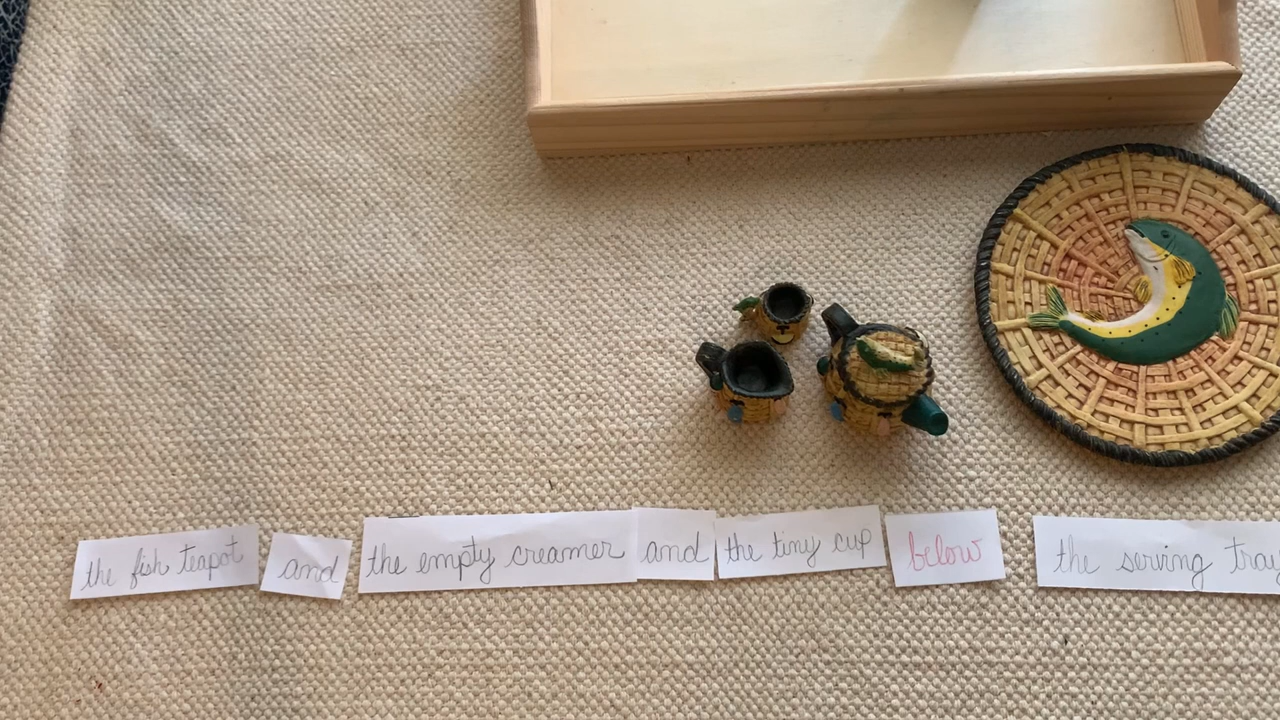 the fish teapot and the empty creamer and the tiny cup below the serving tray